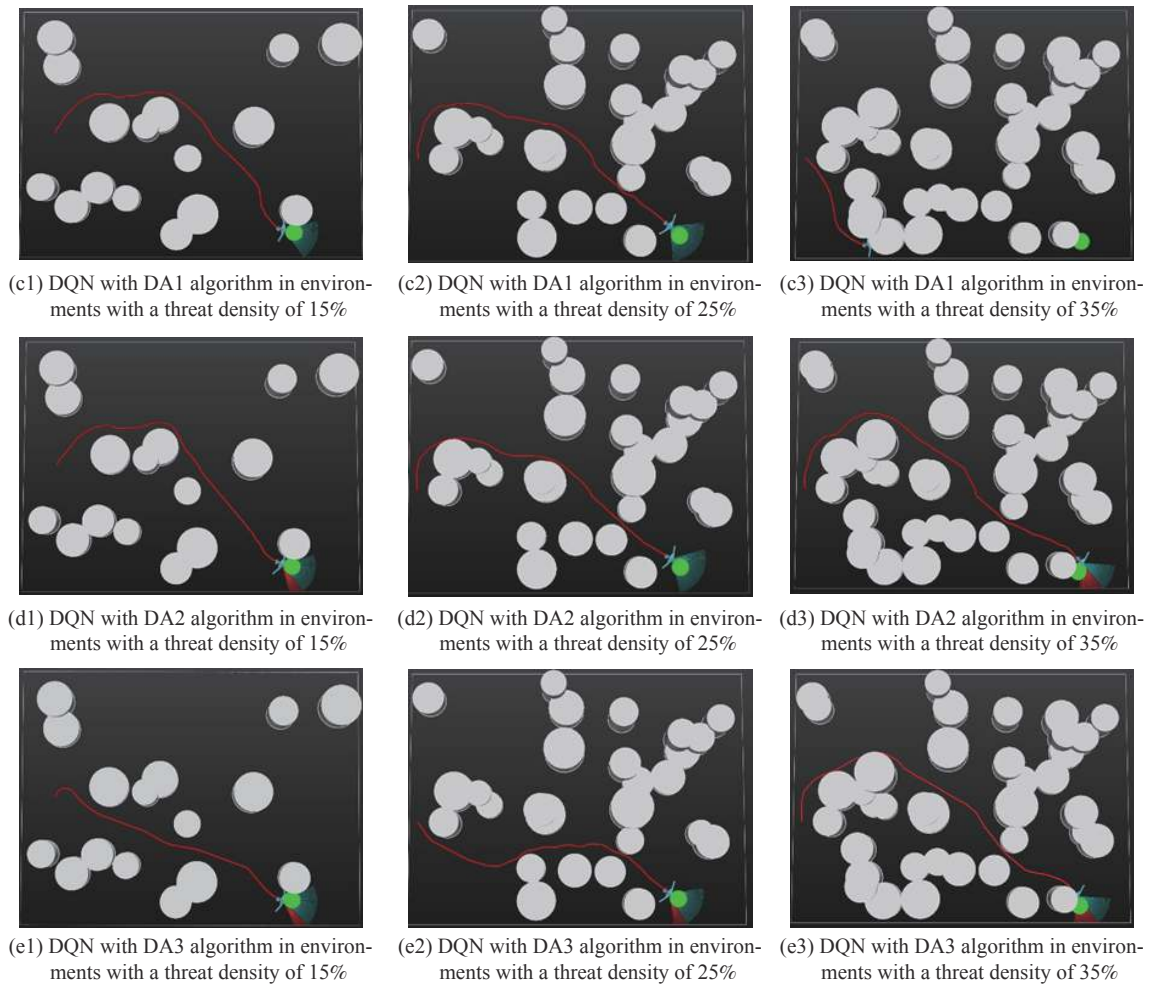 (c1) DQN with DA1 algorithm in environ-
ments with a threat density of 15%
(c2) DQN with DA1 algorithm in environ-
ments with a threat density of 25%
(c3) DQN with DA1 algorithm in environ-
ments with a threat density of 35%
(d1) DQN with DA2 algorithm in environ-
ments with a threat density of 15%
(d2) DQN with DA2 algorithm in environ-
ments with a threat density of 25%
(d3) DQN with DA2 algorithm in environ-
ments with a threat density of 35%
(e1) DQN with DA3 algorithm in environ-
ments with a threat density of 15%
(e2) DQN with DA3 algorithm in environ-
ments with a threat density of 25%
(e3) DQN with DA3 algorithm in environ-
ments with a threat density of 35%